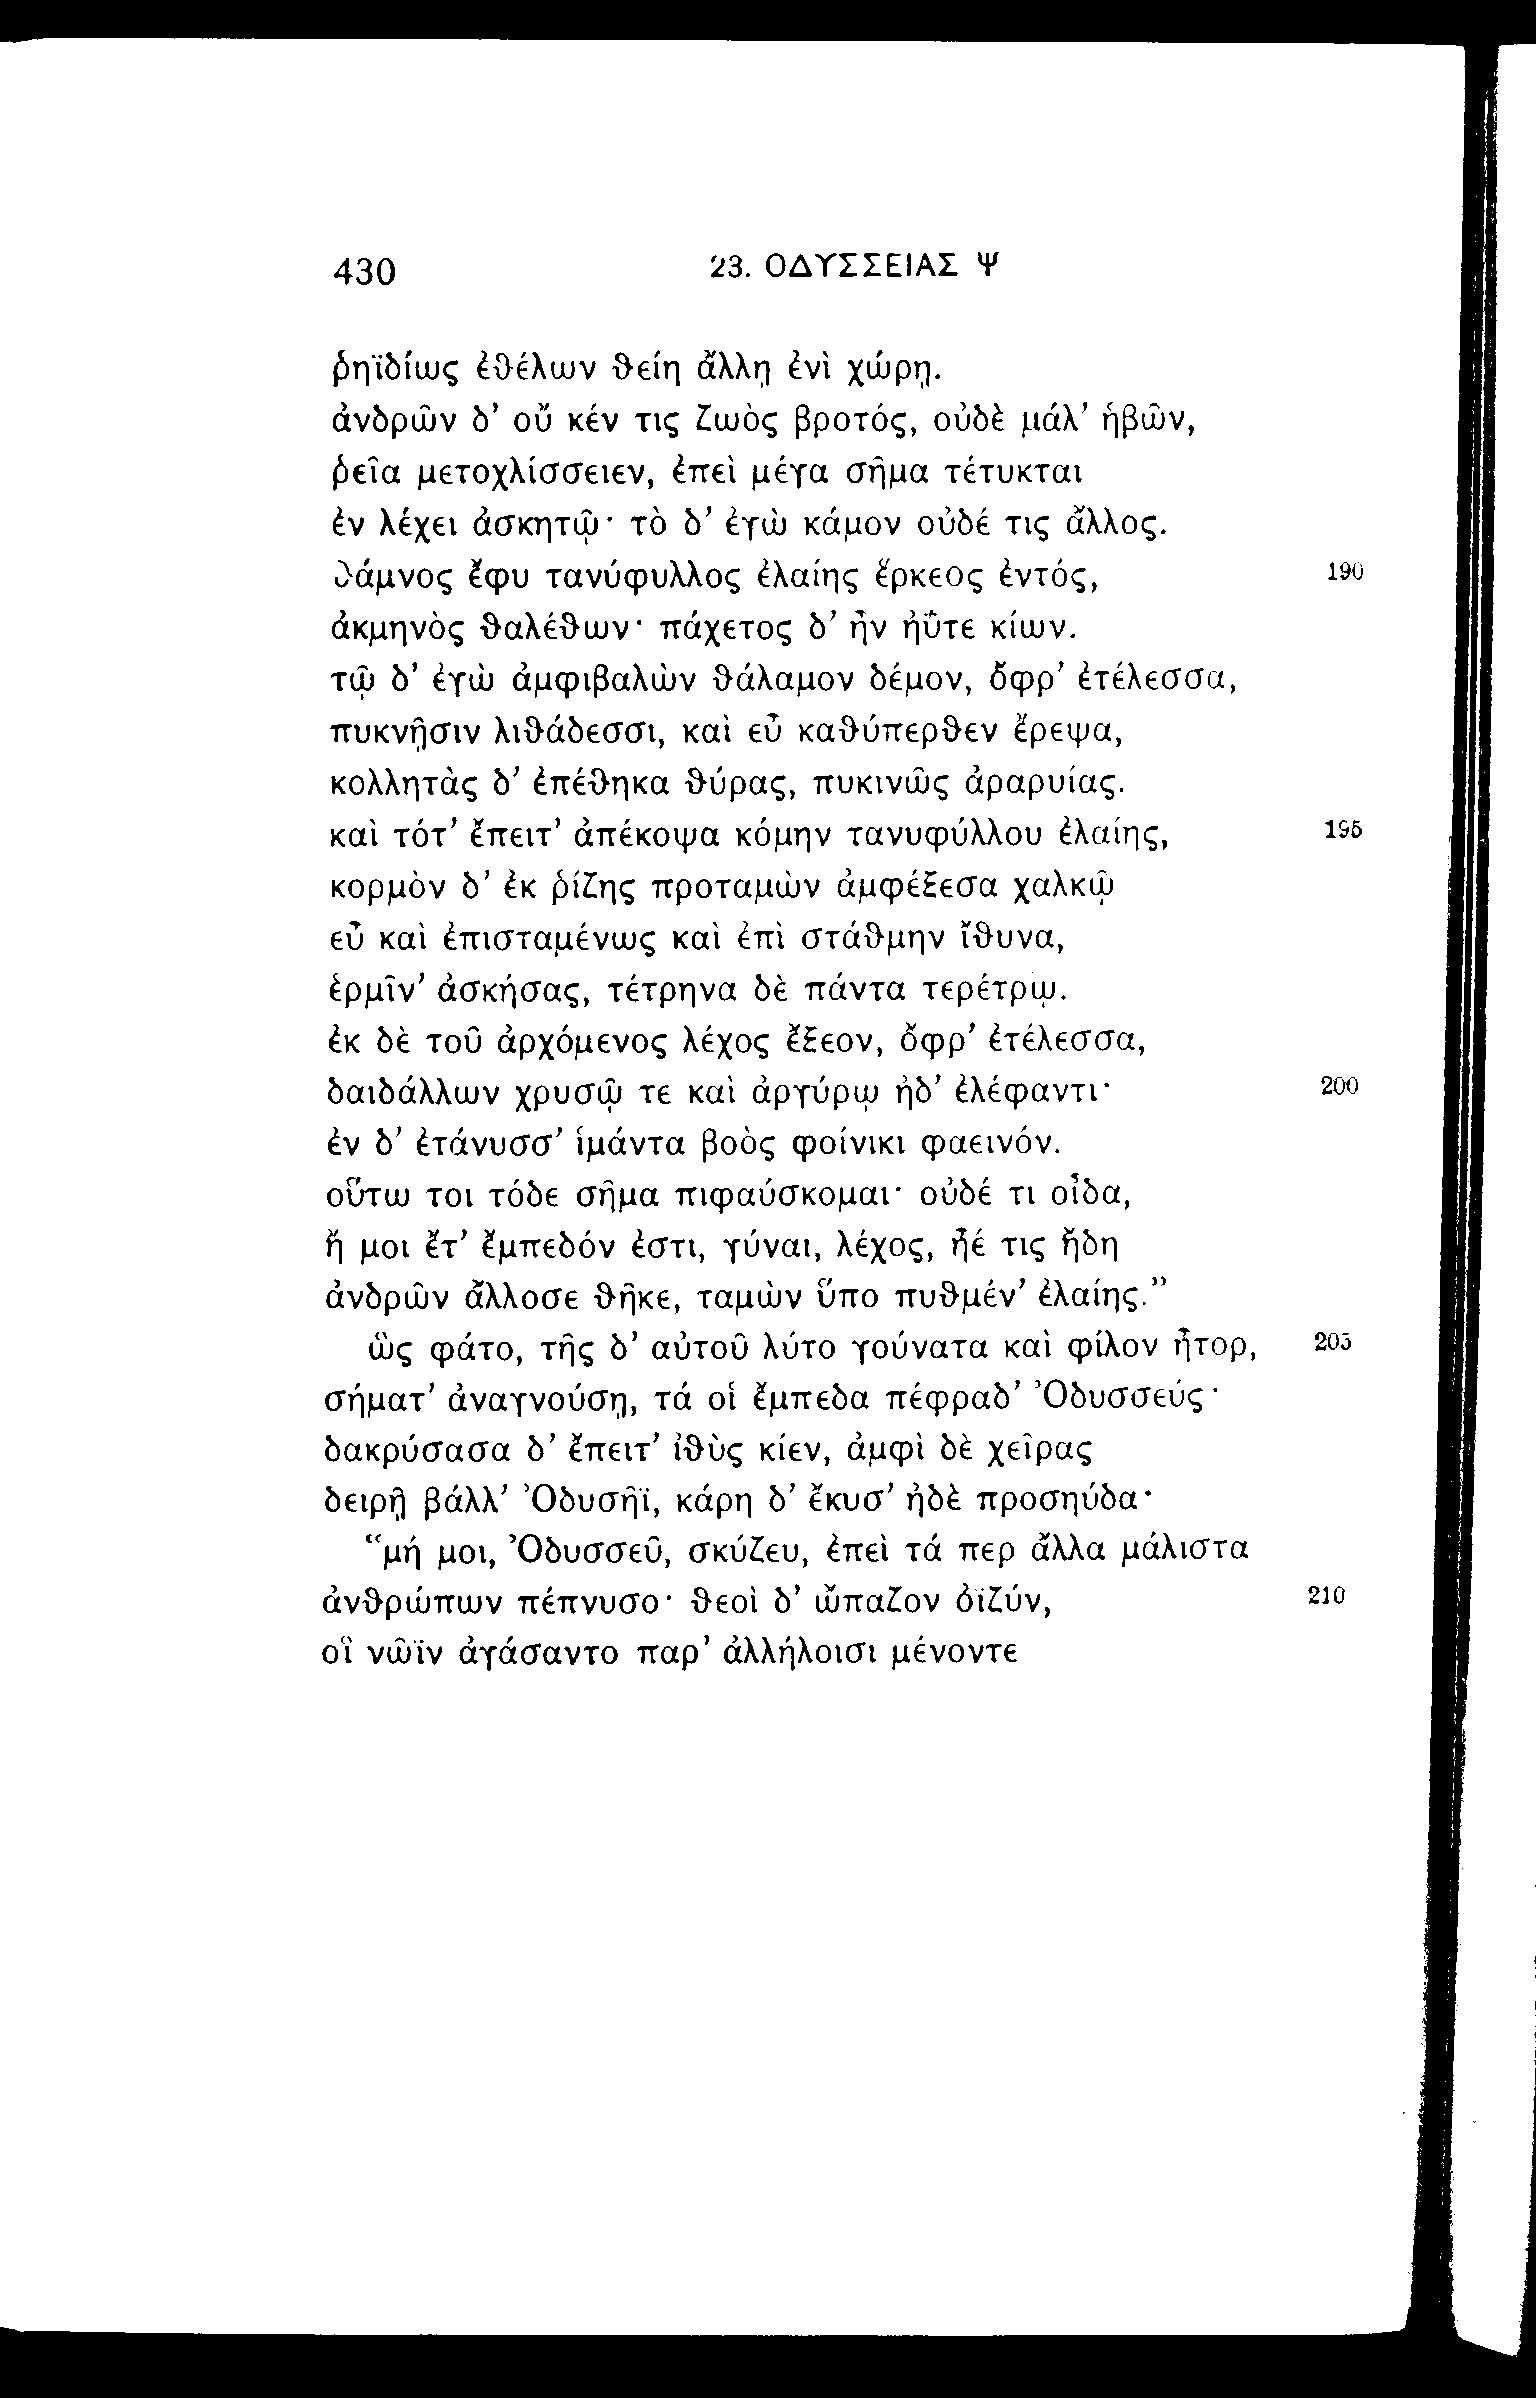 430 23. ΟΔΥΣΣΕΙΑΣ Ψ
ῥηϊδίως ἐθέλων θείη ἄλλῃ ἐνὶ χώρῃ.
ἀνδρῶν δ’ οὔ κέν τις ζωὸς βροτός, οὐδὲ μάλ’ ἡβῶν,
ῥεῖα μετοχλίσσειεν, ἐπεὶ μέγα σῆμα τέτυκται
ἐν λέχει ἀσκητῷ· τὸ δ’ ἐγὼ κάμον οὐδέ τις ἄλλος.
θάμνος ἔφυ τανύφυλλος ἐλαίης ἕρκεος ἐντός, 190
ἀκμηνὸς θαλέθων· πάχετος δ’ ἦν ἠΰτε κίων.
τῷ δ’ ἐγὼ ἀμφιβαλὼν θάλαμον δέμον, ὄφρ’ ἐτέλεσσα,
πυκνῇσιν λιθάδεσσι, καὶ εὖ καθύπερθεν ἔρεψα,
κολλητὰς δ’ ἐπέθηκα θύρας, πυκινῶς ἀραρυίας.
καὶ τότ’ ἔπειτ’ ἀπέκοψα κόμην τανυφύλλου ἐλαίης, 195
κορμὸν δ’ ἐκ ῥίζης προταμὼν ἀμφέξεσα χαλκῷ
εὖ καὶ ἐπισταμένως καὶ ἐπὶ στάθμην ἴθυνα,
ἑρμῖν’ ἀσκήσας, τέτρηνα δὲ πάντα τερέτρῳ.
ἐκ δὲ τοῦ ἀρχόμενος λέχος ἔξεον, ὄφρ’ ἐτέλεσσα,
δαιδάλλων χρυσῷ τε καὶ ἀργύρῳ ἠδ’ ἐλέφαντι· 200
ἐν δ’ ἐτάνυσσ’ ἱμάντα βοὸς φοίνικι φαεινόν.
οὕτω τοι τόδε σῆμα πιφαύσκομαι· οὐδέ τι οἶδα,
ἤ μοι ἔτ’ ἔμπεδόν ἐστι, γύναι, λέχος, ἦέ τις ἤδη
ἀνδρῶν ἄλλοσε θῆκε, ταμὼν ὕπο πυθμέν’ ἐλαίης.”
ὣς φάτο, τῆς δ’ αὐτοῦ λύτο γούνατα καὶ φίλον ἦτορ, 205
σήματ’ ἀναγνούσῃ, τά οἱ ἔμπεδα πέφραδ’ Ὀδυσσεύς·
δακρύσασα δ’ ἔπειτ’ ἰθὺς κίεν, ἀμφὶ δὲ χεῖρας
δειρῇ βάλλ’ Ὀδυσῆϊ, κάρη δ’ ἔκυσ’ ἠδὲ προσηύδα·
“μή μοι, Ὀδυσσεῦ, σκύζευ, ἐπεὶ τά περ ἄλλα μάλιστα
ἀνθρώπων πέπνυσο· θεοὶ δ’ ὤπαζον ὀϊζύν, 210
οἳ νῶϊν ἀγάσαντο παρ’ ἀλλήλοισι μένοντε